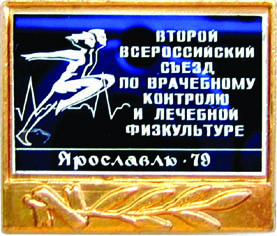 ВТОРОЙ
ВСЕРОССИЙСКИЙ
СЪЕЗД
ПО ВРАЧЕБНОМУ
КОНТРОЛЮ
И ЛЕЧЕБНОЙ
ФИЗКУЛЬТУРЕ
Ярославль · 79